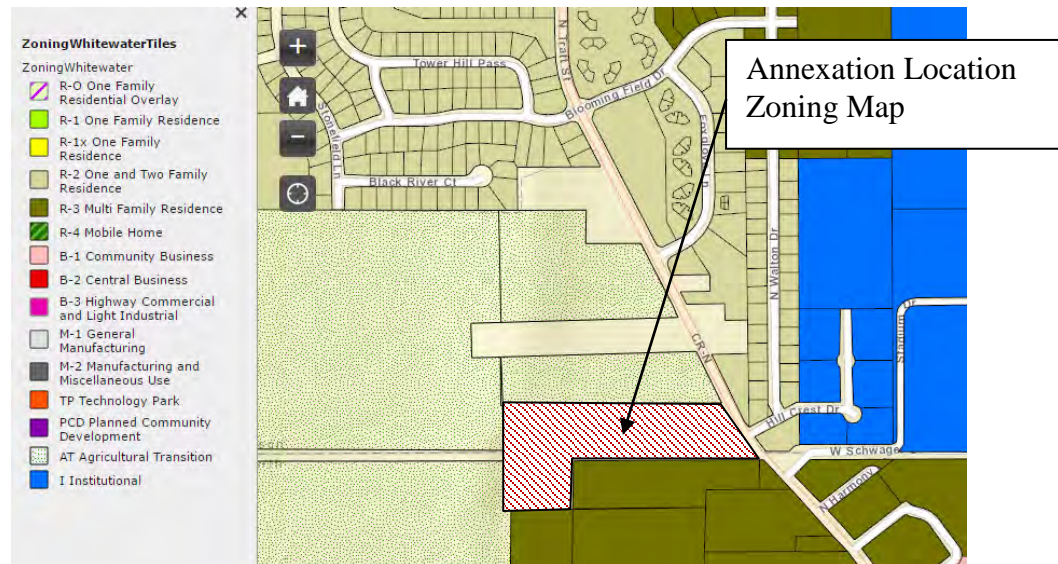 ×
ZoningWhitewaterTiles
ZoningWhitewater
R-O One Family
Residential Overlay
R-1 One Family Residence
R-1x One Family
Residence
R-2 One and Two Family
Residence
R-3 Multi Family Residence
R-4 Mobile Home
B-1 Community Business
B-2 Central Business
B-3 Highway Commercial
and Light Industrial
M-1 General
Manufacturing
M-2 Manufacturing and
Miscellaneous Use
TP Technology Park
PCD Planned Community
Development
AT Agricultural Transition
I Institutional
+
−
Annexation Location
Zoning Map
N Tratt St
Tower Hill Pass
Blooming Field Dr
Stonefield Ln
Foxglove Ln
Black River Ct
N Walton Dr
Stadium Dr
CR-N
Hill Crest Dr
W Schwager
N Harmony